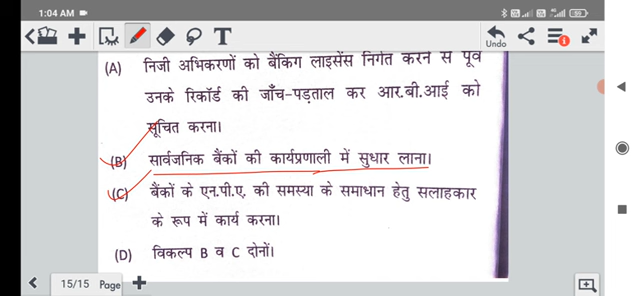 1:04 AM
Undo
(A) निजी अभिकरणों को बैंकिग लाइसेंस निर्गत करने से पूर्व
उनके रिकॉर्ड की जाँच-पड़ताल कर आर.बी.आई को
सूचित करना।
(B) सार्वजनिक बैंकों की कार्यप्रणाली में सुधार लाना।
(C) बैंकों के एन.पी.ए. की समस्या के समाधान हेतु सलाहकार
के रूप में कार्य करना।
(D) विकल्प B व C दोनों।
15/15 Page